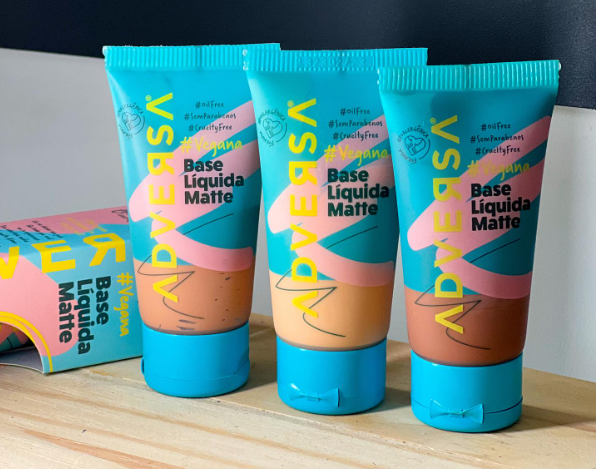 ADVERSA
#OilFree
#SemParabenos
#CrueltyFree
#Vegana
Base
Líquida
Matte
ADVERSA
#OilFree
#SemParabenos
#CrueltyFree
#Vegana
Base
Líquida
Matte
ADVERSA
#OilFree
#SemParabenos
#CrueltyFree
#Vegana
Base
Líquida
Matte
VER
#Vegana
Base
Líquida
Matte